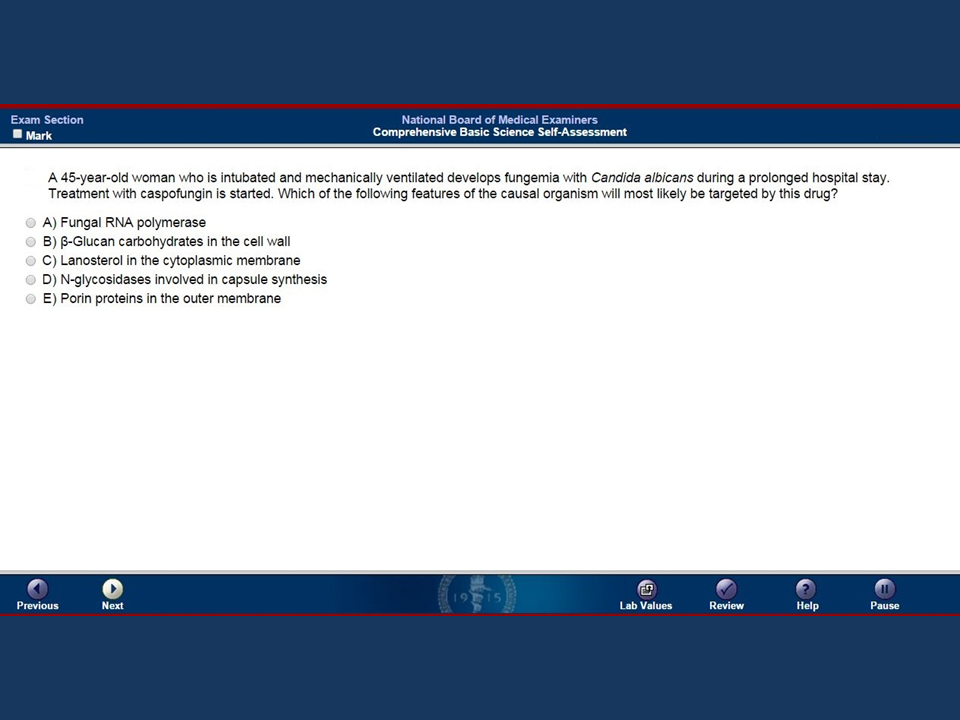 Exam Section
Mark
National Board of Medical Examiners
Comprehensive Basic Science Self-Assessment
A 45-year-old woman who is intubated and mechanically ventilated develops fungemia with Candida albicans during a prolonged hospital stay.
Treatment with caspofungin is started. Which of the following features of the causal organism will most likely be targeted by this drug?
A) Fungal RNA polymerase
B) β-Glucan carbohydrates in the cell wall
C) Lanosterol in the cytoplasmic membrane
D) N-glycosidases involved in capsule synthesis
E) Porin proteins in the outer membrane
1915
Previous
Next
Lab Values
Review
?
Help
Pause